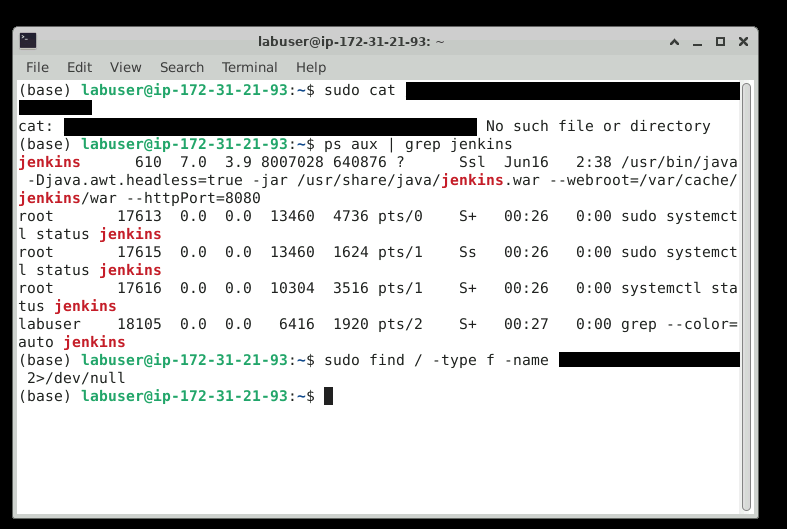 labuser@ip-172-31-21-93: ~
File Edit View Search Terminal Help
(base) labuser@ip-172-31-21-93:~$ sudo cat
cat: No such file or directory
(base) labuser@ip-172-31-21-93:~$ ps aux | grep jenkins
jenkins 610 7.0 3.9 8007028 640876 ? Ssl Jun16 2:38 /usr/bin/java
-Djava.awt.headless=true -jar /usr/share/java/jenkins.war --webroot=/var/cache/
jenkins/war --httpPort=8080
root 17613 0.0 0.0 13460 4736 pts/0 S+ 00:26 0:00 sudo systemct
l status jenkins
root 17615 0.0 0.0 13460 1624 pts/1 Ss 00:26 0:00 sudo systemct
l status jenkins
root 17616 0.0 0.0 10304 3516 pts/1 S+ 00:26 0:00 systemctl sta
tus jenkins
labuser 18105 0.0 0.0 6416 1920 pts/2 S+ 00:27 0:00 grep --color=
auto jenkins
(base) labuser@ip-172-31-21-93:~$ sudo find / -type f -name
2>/dev/null
(base) labuser@ip-172-31-21-93:~$